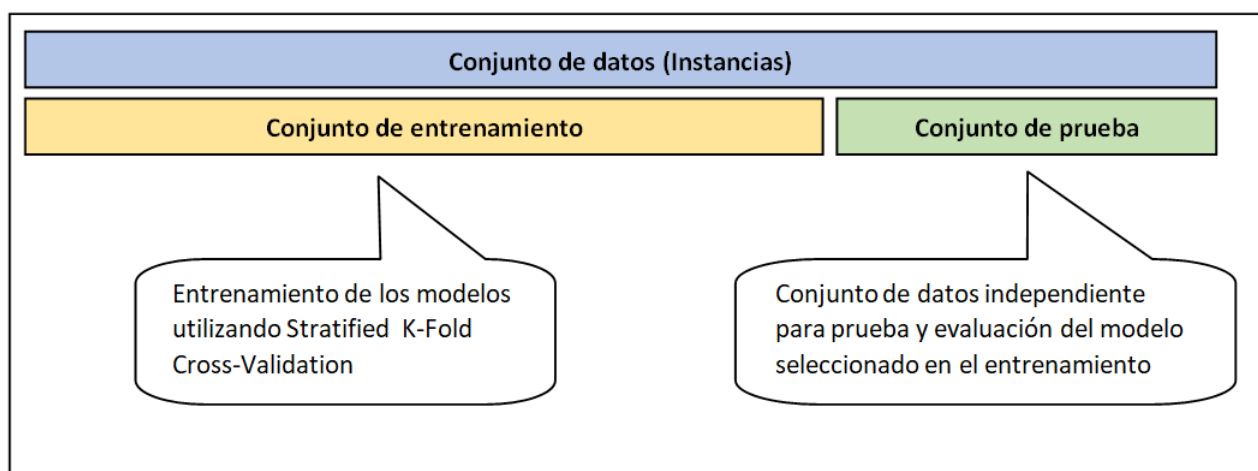 Conjunto de datos (Instancias)
Conjunto de entrenamiento
Conjunto de prueba
Entrenamiento de los modelos
utilizando Stratified K-Fold
Cross-Validation
Conjunto de datos independiente
para prueba y evaluación del modelo
seleccionado en el entrenamiento